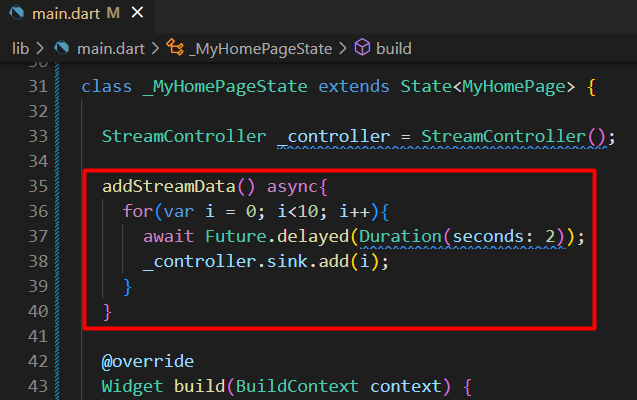 main.dart M ✕
lib > main.dart > _MyHomePageState > build
31 class _MyHomePageState extends State<MyHomePage> {
32
33 StreamController _controller = StreamController();
34
35 addStreamData() async{
36 for(var i = 0; i<10; i++){
37 await Future.delayed(Duration(seconds: 2));
38 _controller.sink.add(i);
39 }
40 }
41
42 @override
43 Widget build(BuildContext context) {